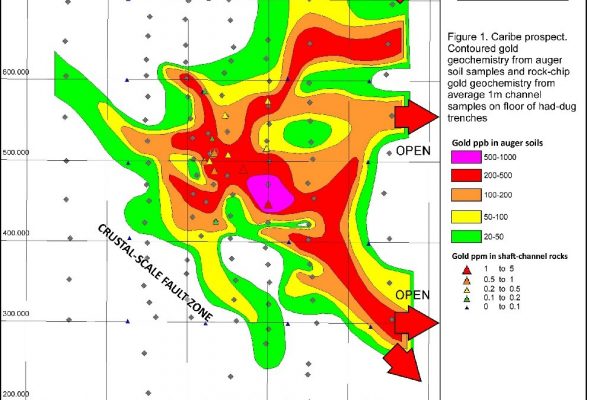 600.000
500.000
400.000
300.000
200.000
CRUSTAL-SCALE FAULT ZONE
OPEN
OPEN
Figure 1. Caribe prospect.
Contoured gold
geochemistry from auger
soil samples and rock-chip
gold geochemistry from
average 1m channel
samples on floor of had-dug
trenches
Gold ppb in auger soils
500-1000
200-500
100-200
50-100
20-50
Gold ppm in shaft-channel rocks
1 to 5
0.5 to 1
0.2 to 0.5
0.1 to 0.2
0 to 0.1